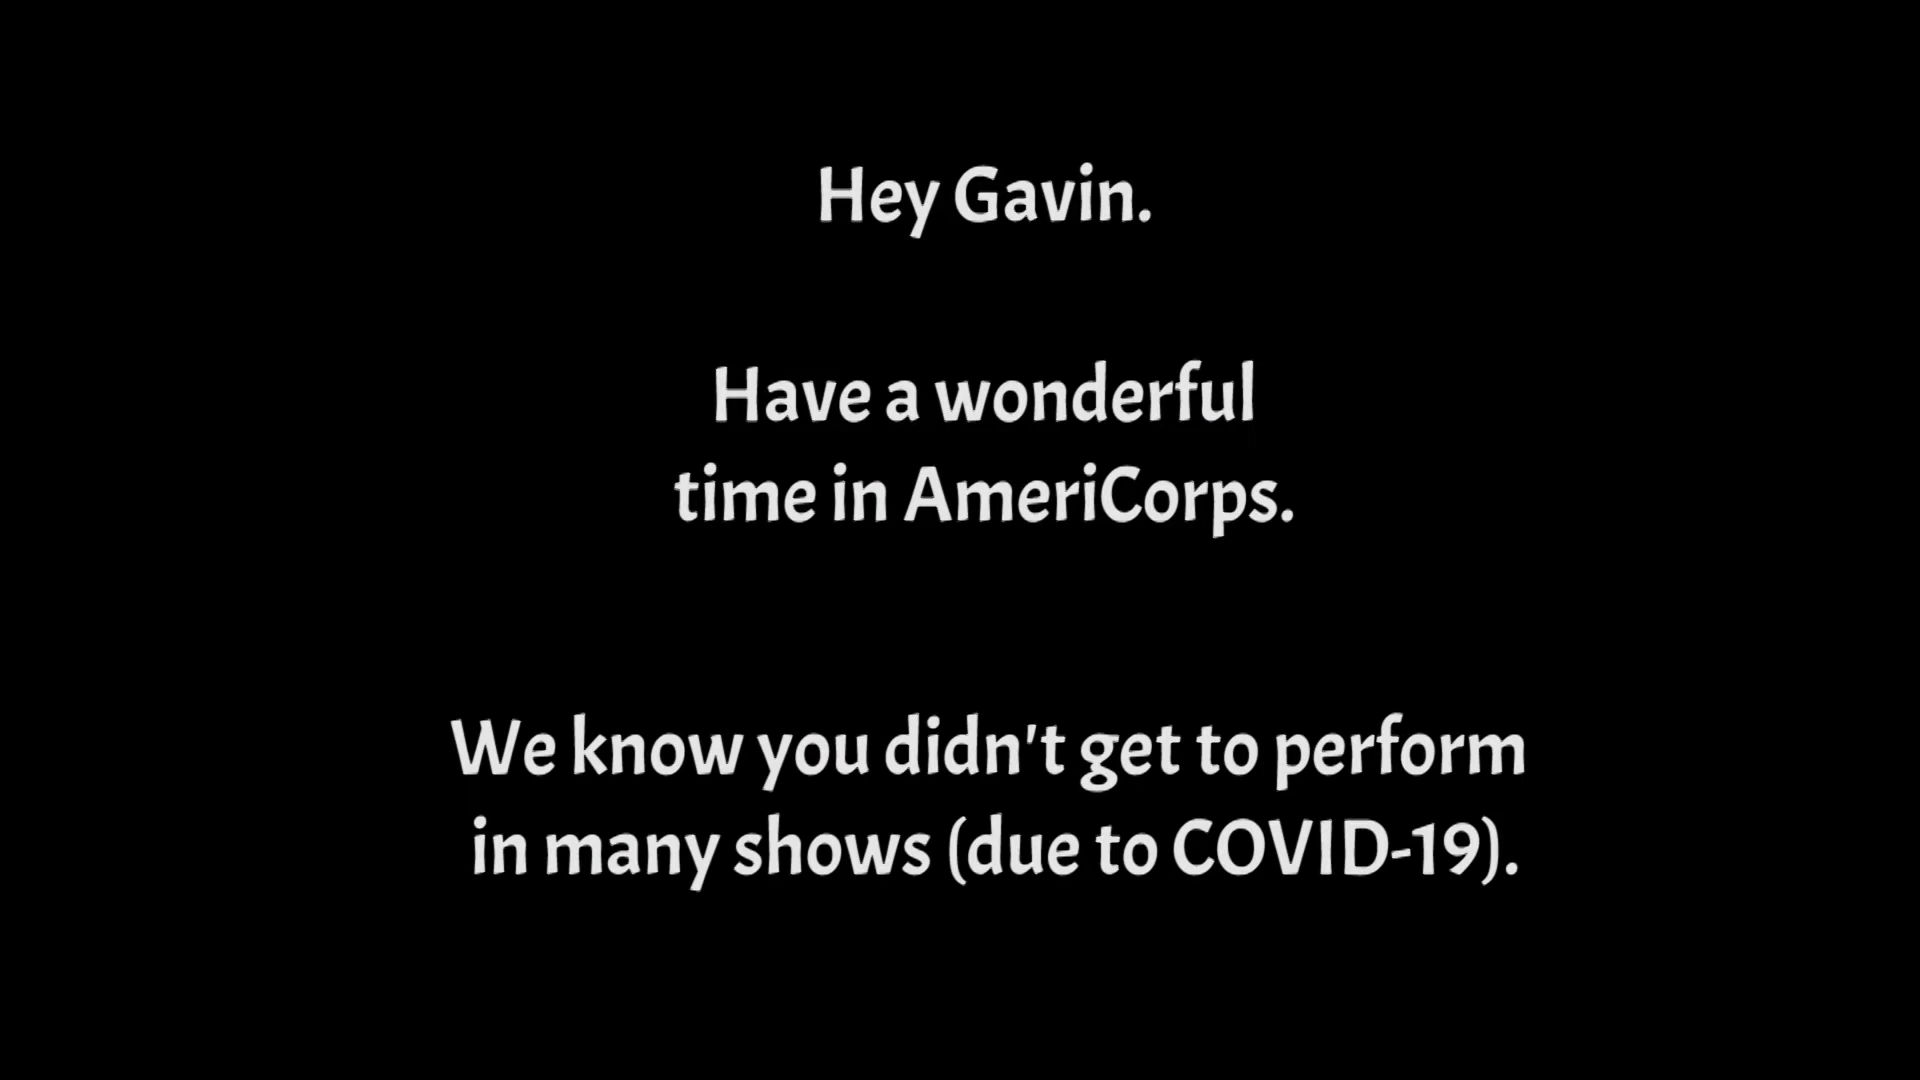 Hey Gavin.
Have a wonderful
time in AmeriCorps.
We know you didn't get to perform
in many shows (due to COVID-19).